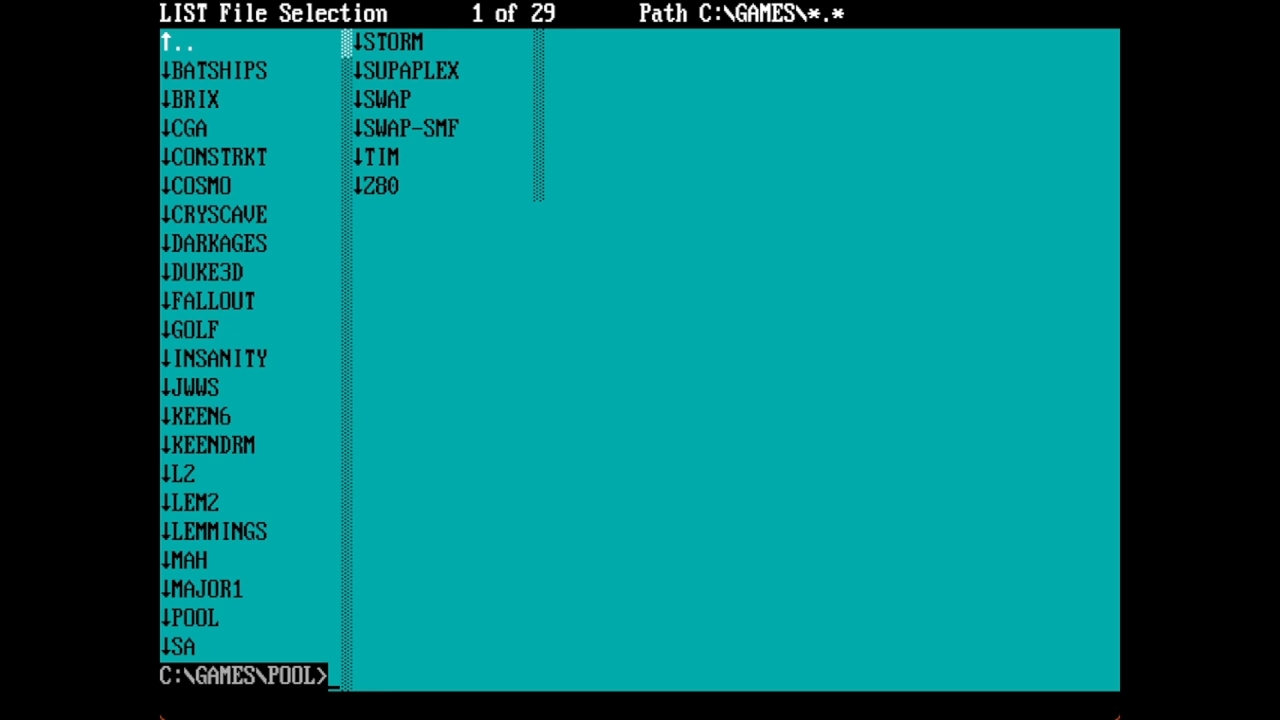 LIST File Selection 1 of 29 Path C:\GAMES\*.*
↑..
↓BATSHIPS
↓BRIX
↓CGA
↓CONSTRKT
↓COSMO
↓CRYSCAVE
↓DARKAGES
↓DUKE3D
↓FALLOUT
↓GOLF
↓INSANITY
↓JWWS
↓KEEN6
↓KEENDRM
↓L2
↓LEM2
↓LEMMINGS
↓MAH
↓MAJOR1
↓POOL
↓SA
C:\GAMES\POOL>_
↓STORM
↓SUPAPLEX
↓SWAP
↓SWAP-SMF
↓TIM
↓Z80